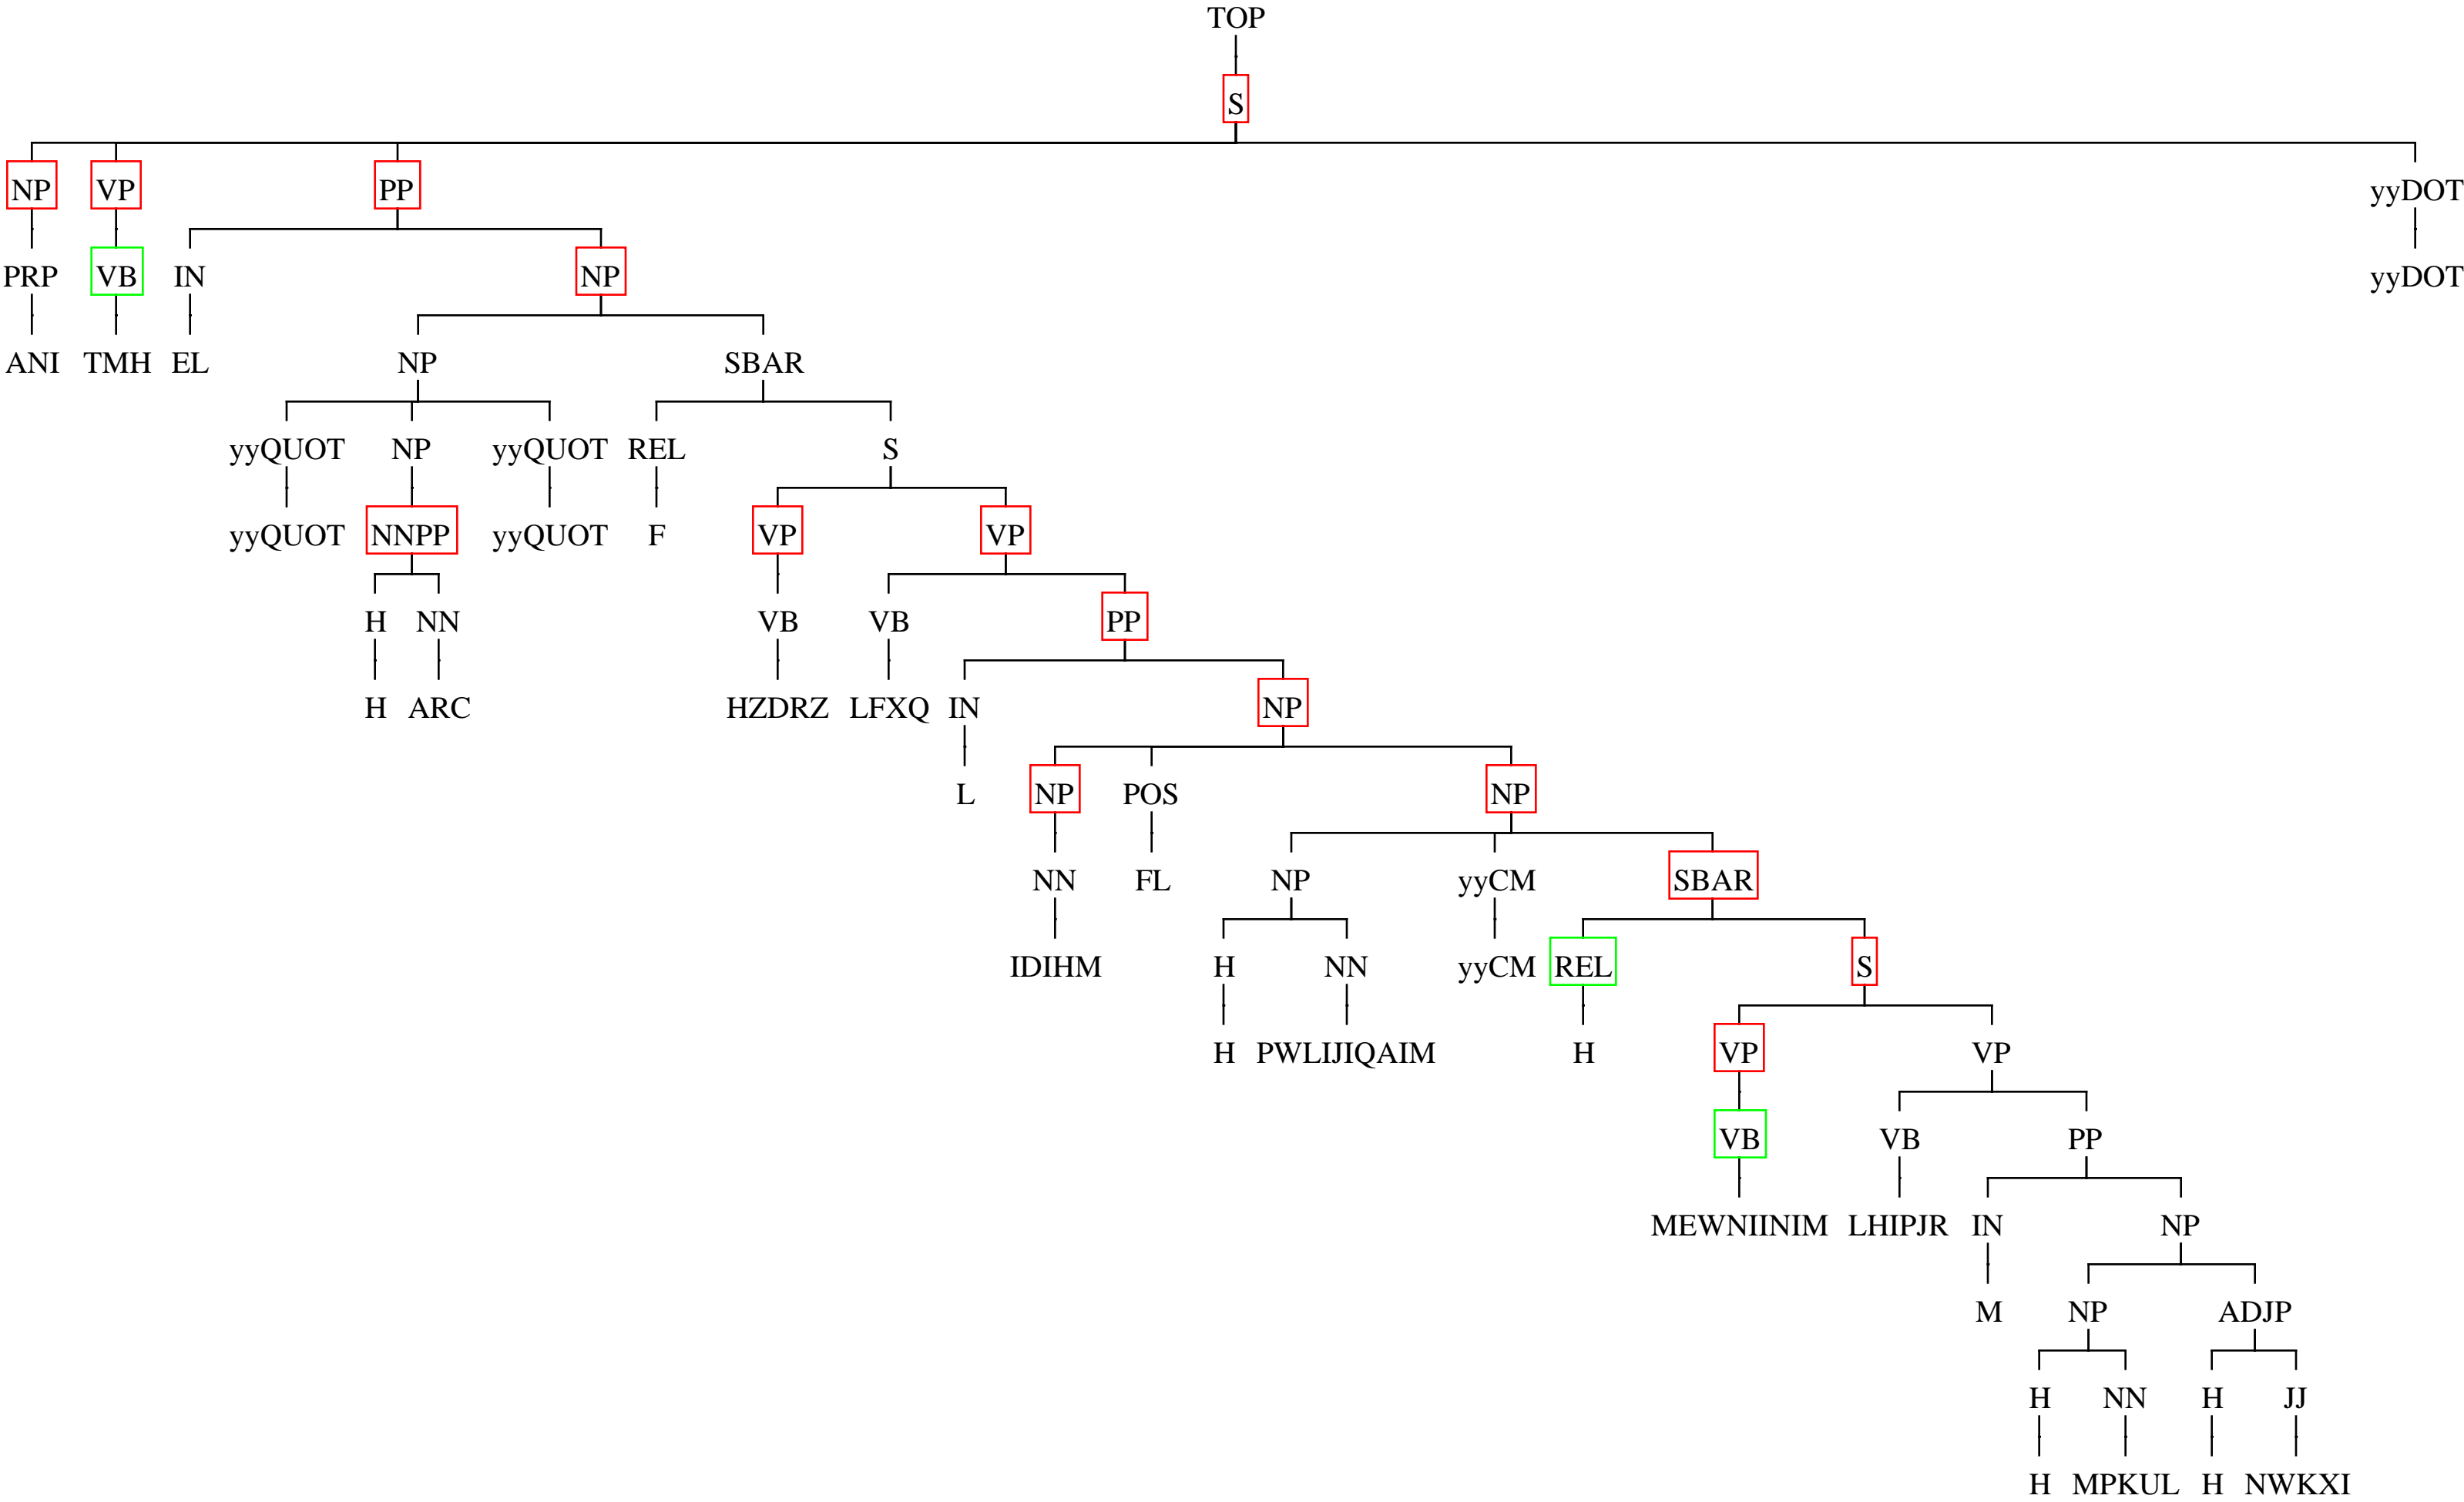 TOP
S
NP VP PP yyDOT
PRP VB IN NP yyDOT
ANI TMH EL NP SBAR
yyQUOT NP yyQUOT REL S
yyQUOT NNPP yyQUOT F VP VP
H NN VB VB PP
H ARC HZDRZ LFXQ IN NP
L NP POS NP
NN FL NP yyCM SBAR
IDIHM H NN yyCM REL S
H PWLIJIQAIM H VP VP
VB VB PP
MEWNIINIM LHIPJR IN NP
M NP ADJP
H NN H JJ
H MPKUL H NWKXI